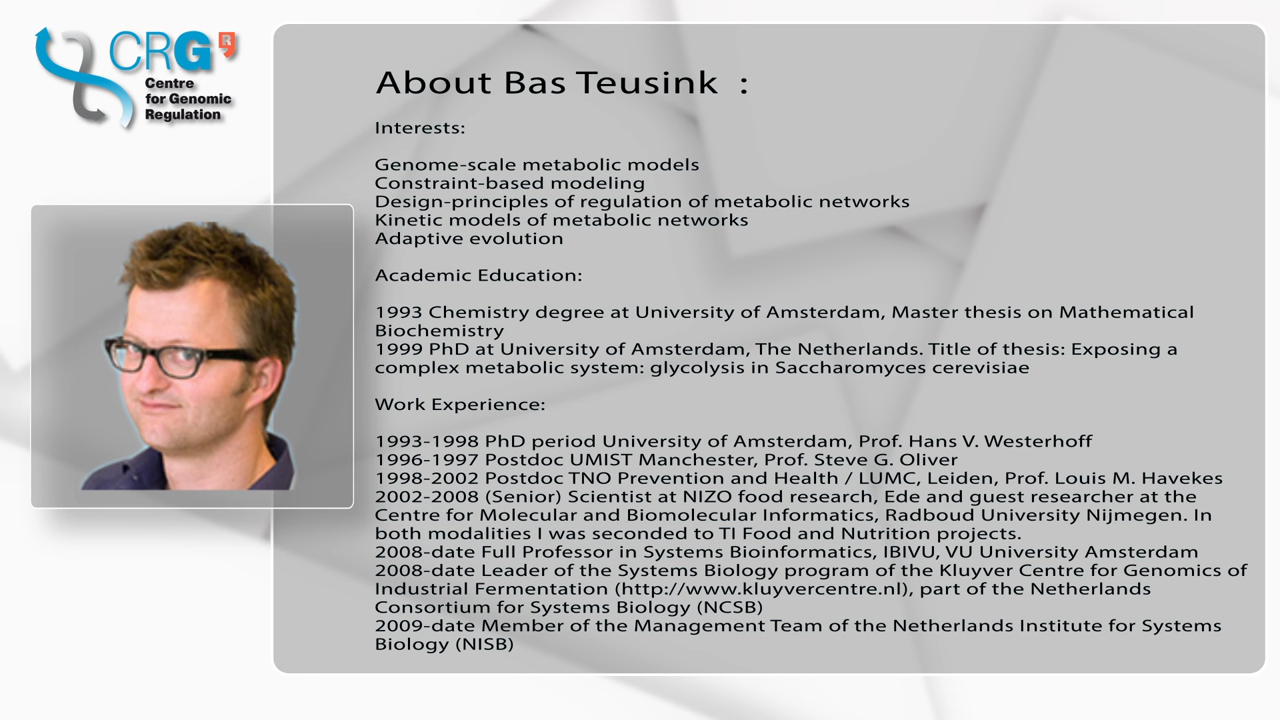 CRG R
Centre
for Genomic
Regulation
About Bas Teusink :
Interests:
Genome-scale metabolic models
Constraint-based modeling
Design-principles of regulation of metabolic networks
Kinetic models of metabolic networks
Adaptive evolution
Academic Education:
1993 Chemistry degree at University of Amsterdam, Master thesis on Mathematical
Biochemistry
1999 PhD at University of Amsterdam, The Netherlands. Title of thesis: Exposing a
complex metabolic system: glycolysis in Saccharomyces cerevisiae
Work Experience:
1993-1998 PhD period University of Amsterdam, Prof. Hans V. Westerhoff
1996-1997 Postdoc UMIST Manchester, Prof. Steve G. Oliver
1998-2002 Postdoc TNO Prevention and Health / LUMC, Leiden, Prof. Louis M. Havekes
2002-2008 (Senior) Scientist at NIZO food research, Ede and guest researcher at the
Centre for Molecular and Biomolecular Informatics, Radboud University Nijmegen. In
both modalities I was seconded to TI Food and Nutrition projects.
2008-date Full Professor in Systems Bioinformatics, IBIVU, VU University Amsterdam
2008-date Leader of the Systems Biology program of the Kluyver Centre for Genomics of
Industrial Fermentation (http://www.kluyvercentre.nl), part of the Netherlands
Consortium for Systems Biology (NCSB)
2009-date Member of the Management Team of the Netherlands Institute for Systems
Biology (NISB)